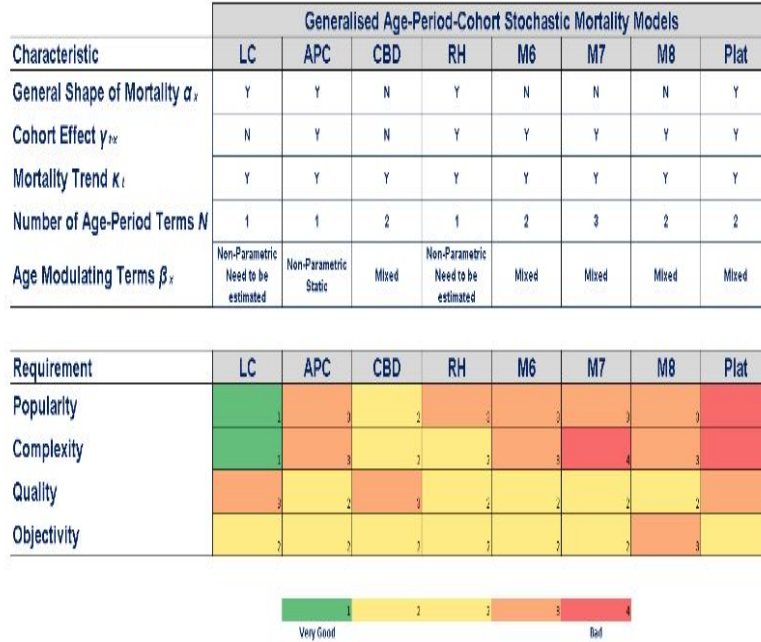 Generalised Age-Period-Cohort Stochastic Mortality Models
Characteristic LC APC CBD RH M6 M7 M8 Plat
General Shape of Mortality αx Y Y N Y N N N Y
Cohort Effect γ N Y N Y Y Y Y Y
Mortality Trend κt Y Y Y Y Y Y Y Y
Number of Age-Period Terms N 1 1 2 1 2 3 2 2
Age Modulating Terms βx Non-Parametric Need to be estimated Non-Parametric Static Mixed Non-Parametric Need to be estimated Mixed Mixed Mixed Mixed
Requirement LC APC CBD RH M6 M7 M8 Plat
Popularity 1 3 2 3 3 3 3
Complexity 1 3 2 2 3 4 3
Quality 3 2 3 2 2 2 2
Objectivity 2 2 2 2 2 2 3
1 2 2 3 4
Very Good Bad